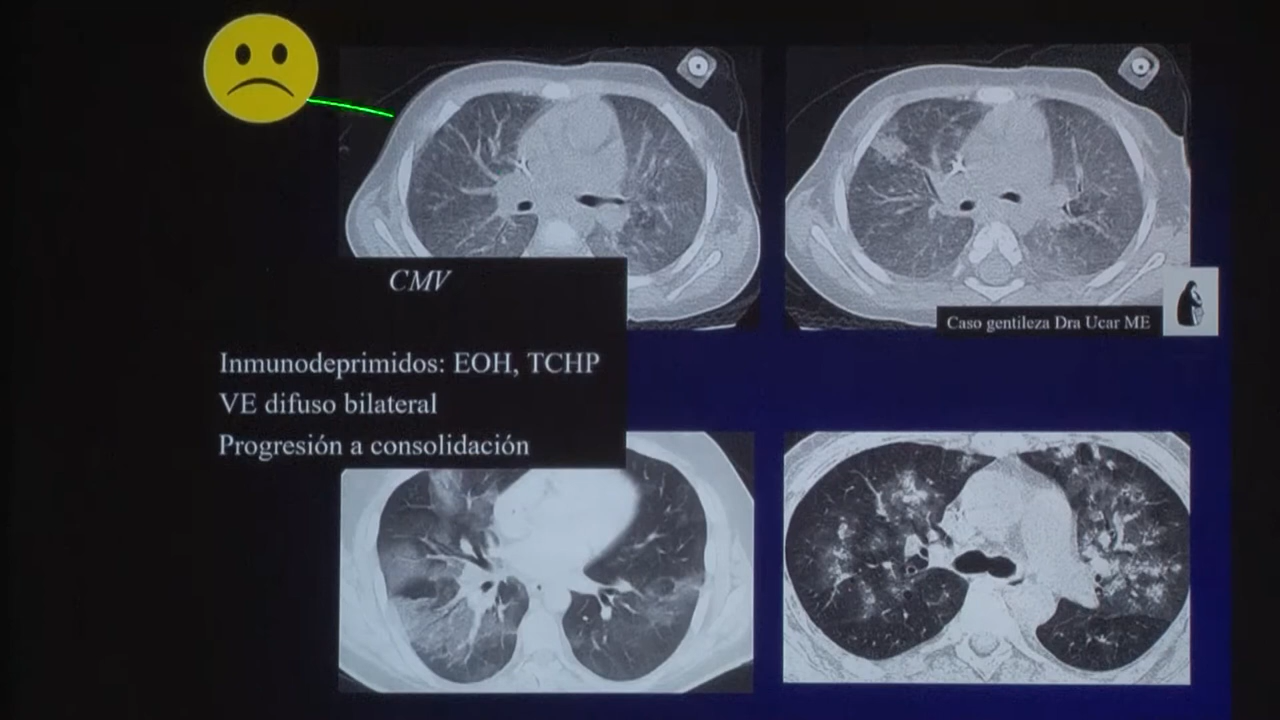 CMV
Caso gentileza Dra Ucar ME
Inmunodeprimidos: EOH, TCHP
VE difuso bilateral
Progresión a consolidación